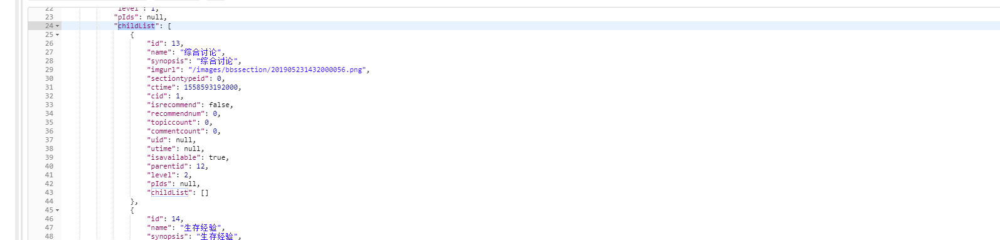 22 "level": 1,
23 "pIds": null,
24 "childList": [
25 {
26 "id": 13,
27 "name": "综合讨论",
28 "synopsis": "综合讨论",
29 "imgurl": "/images/bbssection/201905231432000056.png",
30 "sectiontypeid": 0,
31 "ctime": 1558593192000,
32 "cid": 1,
33 "isrecommend": false,
34 "recommendnum": 0,
35 "topiccount": 0,
36 "commentcount": 0,
37 "uid": null,
38 "utime": null,
39 "isavailable": true,
40 "parentid": 12,
41 "level": 2,
42 "pIds": null,
43 "childList": []
44 },
45 {
46 "id": 14,
47 "name": "生存经验",
48 "synopsis": "生存经验",